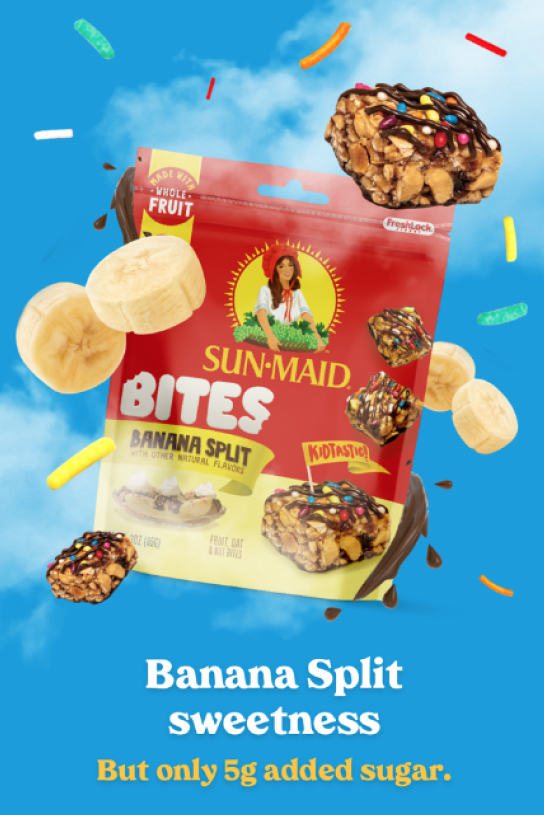 MADE WITH
WHOLE
FRUIT
FreshLock
SUN-MAID
BITES
BANANA SPLIT
WITH OTHER NATURAL FLAVORS
KIDTASTIC!
FRUIT, OAT
& NUT BITES
Banana Split
sweetness
But only 5g added sugar.